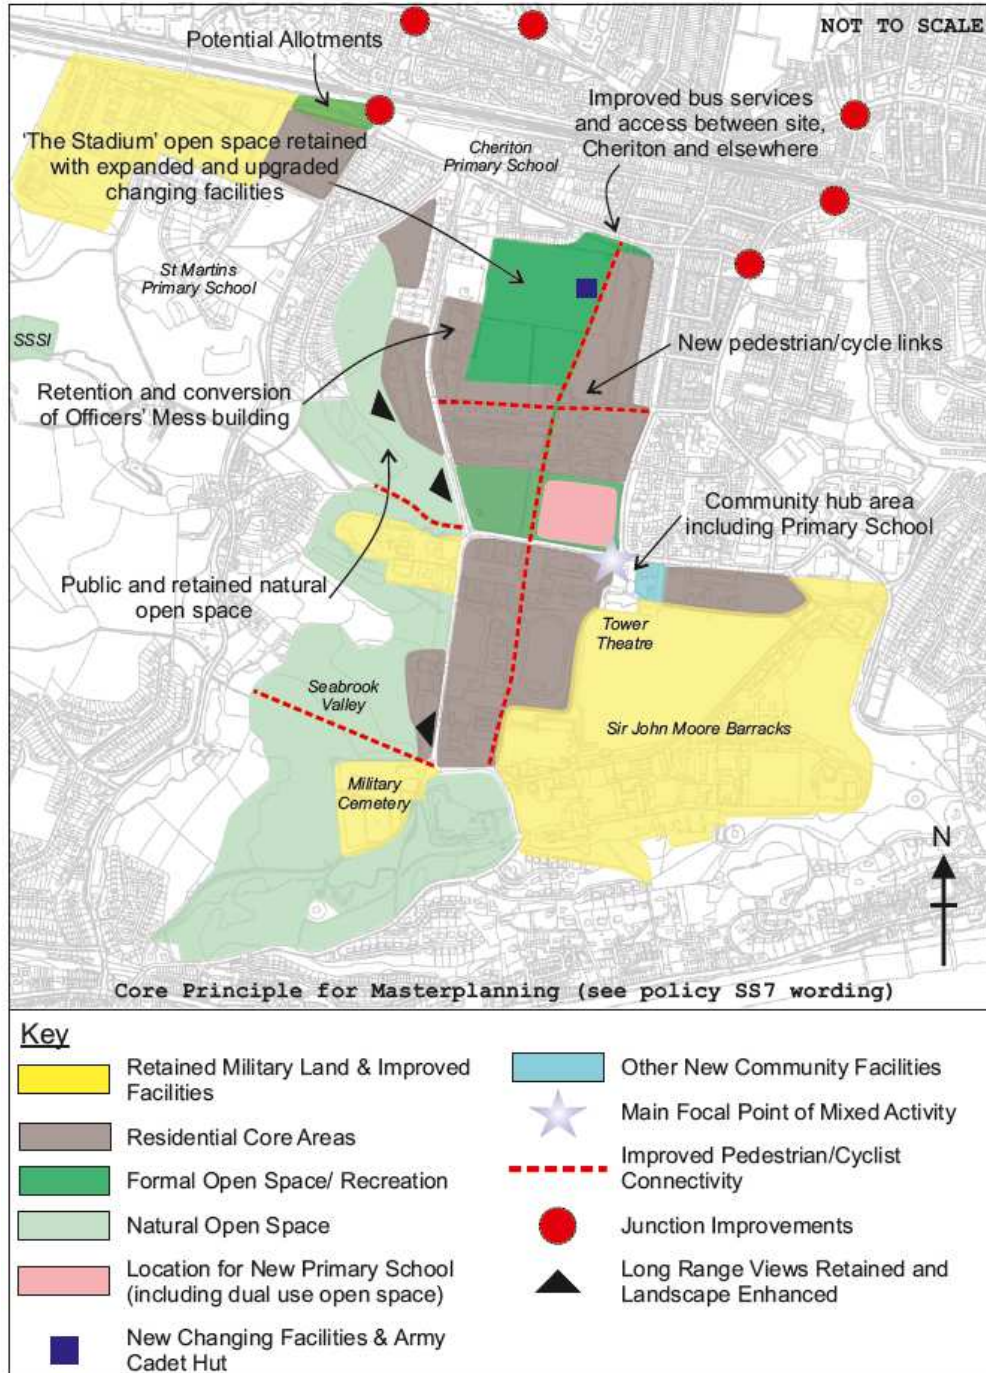 NOT TO SCALE
Potential Allotments
'The Stadium' open space retained
with expanded and upgraded
changing facilities
Improved bus services
and access between site,
Cheriton and elsewhere
Cheriton
Primary School
St Martins
Primary School
SSSI
New pedestrian/cycle links
Retention and conversion
of Officers' Mess building
Community hub area
including Primary School
Public and retained natural
open space
Tower
Theatre
Seabrook
Valley
Sir John Moore Barracks
Military
Cemetery
N
Core Principle for Masterplanning (see policy SS7 wording)
Key
Retained Military Land & Improved
Facilities
Residential Core Areas
Formal Open Space/ Recreation
Natural Open Space
Location for New Primary School
(including dual use open space)
New Changing Facilities & Army
Cadet Hut
Other New Community Facilities
Main Focal Point of Mixed Activity
Improved Pedestrian/Cyclist
Connectivity
Junction Improvements
Long Range Views Retained and
Landscape Enhanced